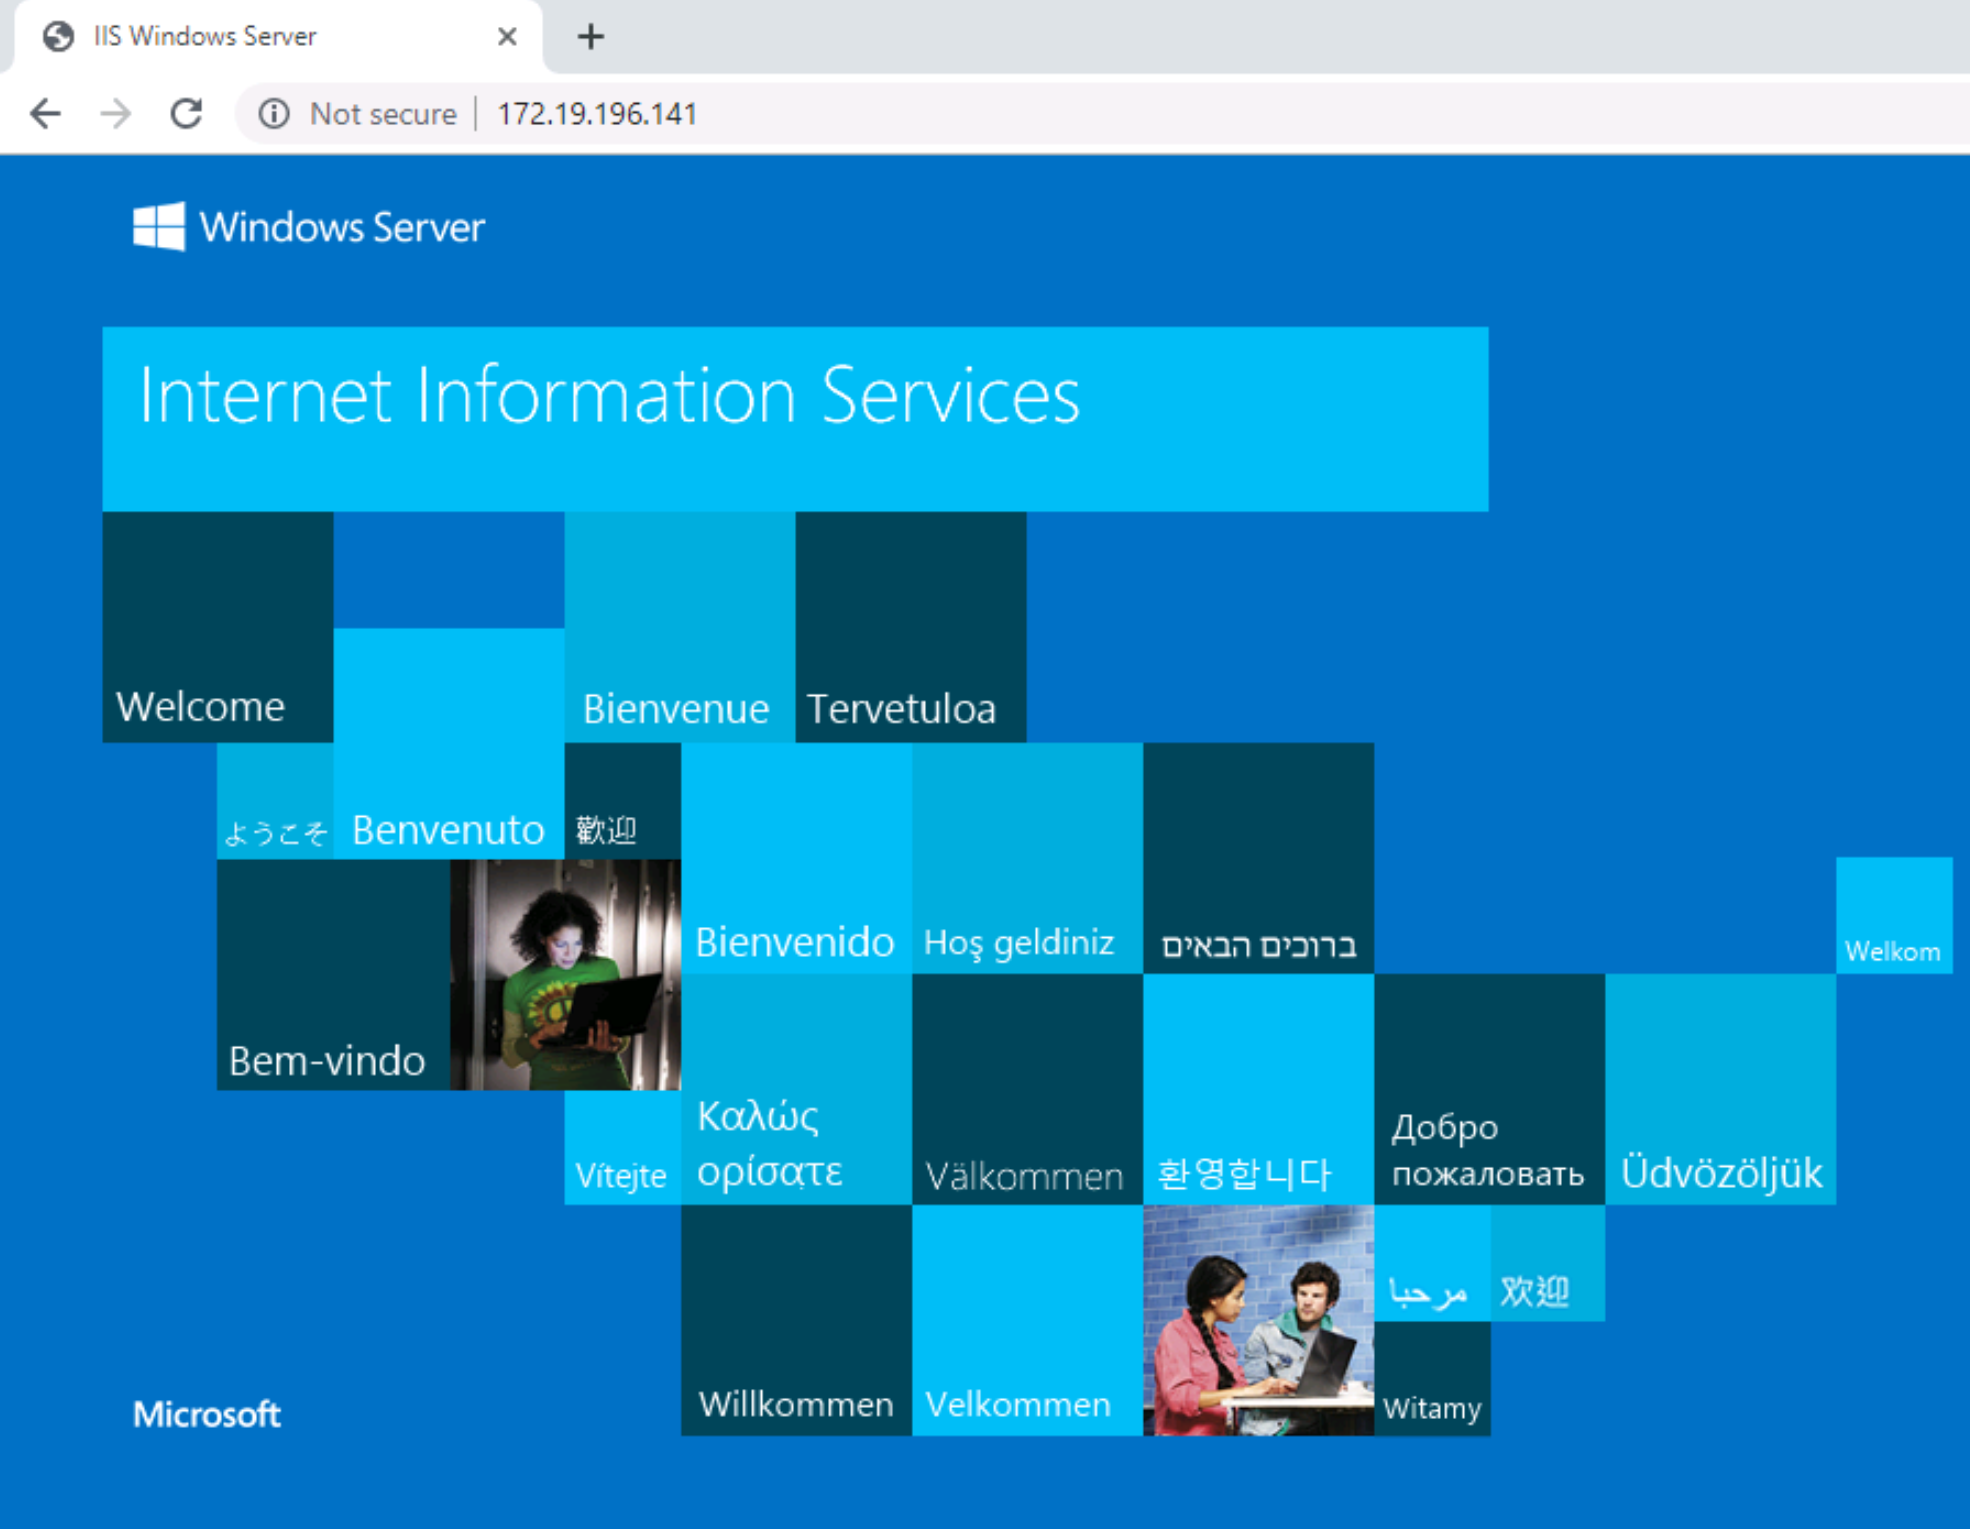 IIS Windows Server
Not secure
172.19.196.141
Windows Server
Internet Information Services
Welcome
Bienvenue
Tervetuloa
ようこそ
Benvenuto
歡迎
Bienvenido
Hoş geldiniz
ברוכים הבאים
Welkom
Bem-vindo
Vítejte
Καλώς
ορίσατε
Välkommen
환영합니다
Добро
пожаловать
Üdvözöljük
مرحبا
欢迎
Willkommen
Velkommen
Witamy
Microsoft